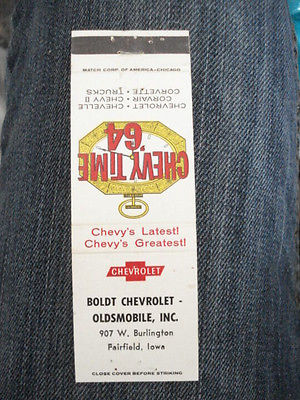 MATCH CORP. OF AMERICA-CHICAGO
CHEVROLET • CHEVELLE
CORVAIR • CHEVY II
CORVETTE • TRUCKS
CHEVY TIME
'64
Chevy's Latest!
Chevy's Greatest!
CHEVROLET
BOLDT CHEVROLET -
OLDSMOBILE, INC.
907 W. Burlington
Fairfield, Iowa
CLOSE COVER BEFORE STRIKING